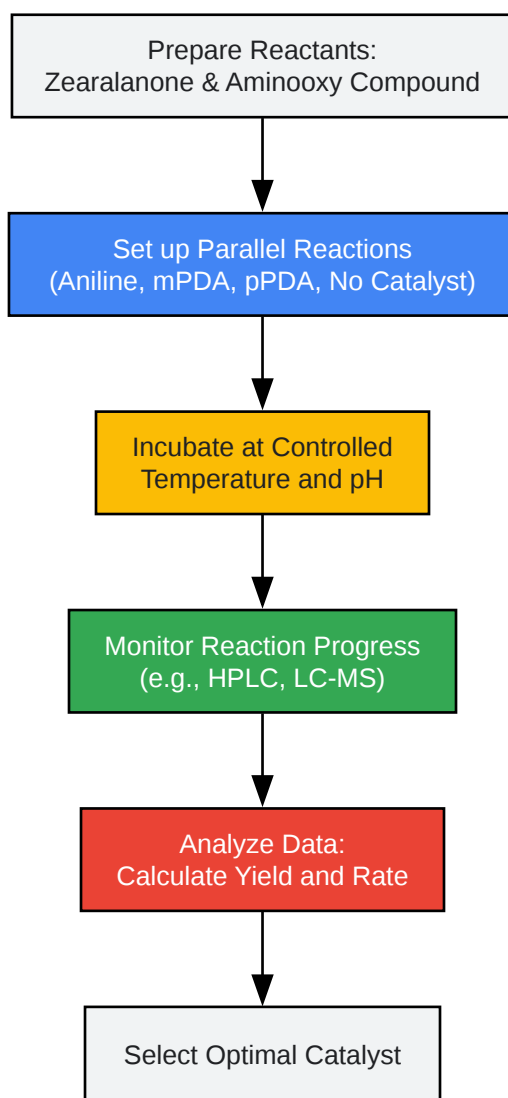 Prepare Reactants:
Zearalanone & Aminooxy Compound
Set up Parallel Reactions
(Aniline, mPDA, pPDA, No Catalyst)
Incubate at Controlled
Temperature and pH
Monitor Reaction Progress
(e.g., HPLC, LC-MS)
Analyze Data:
Calculate Yield and Rate
Select Optimal Catalyst